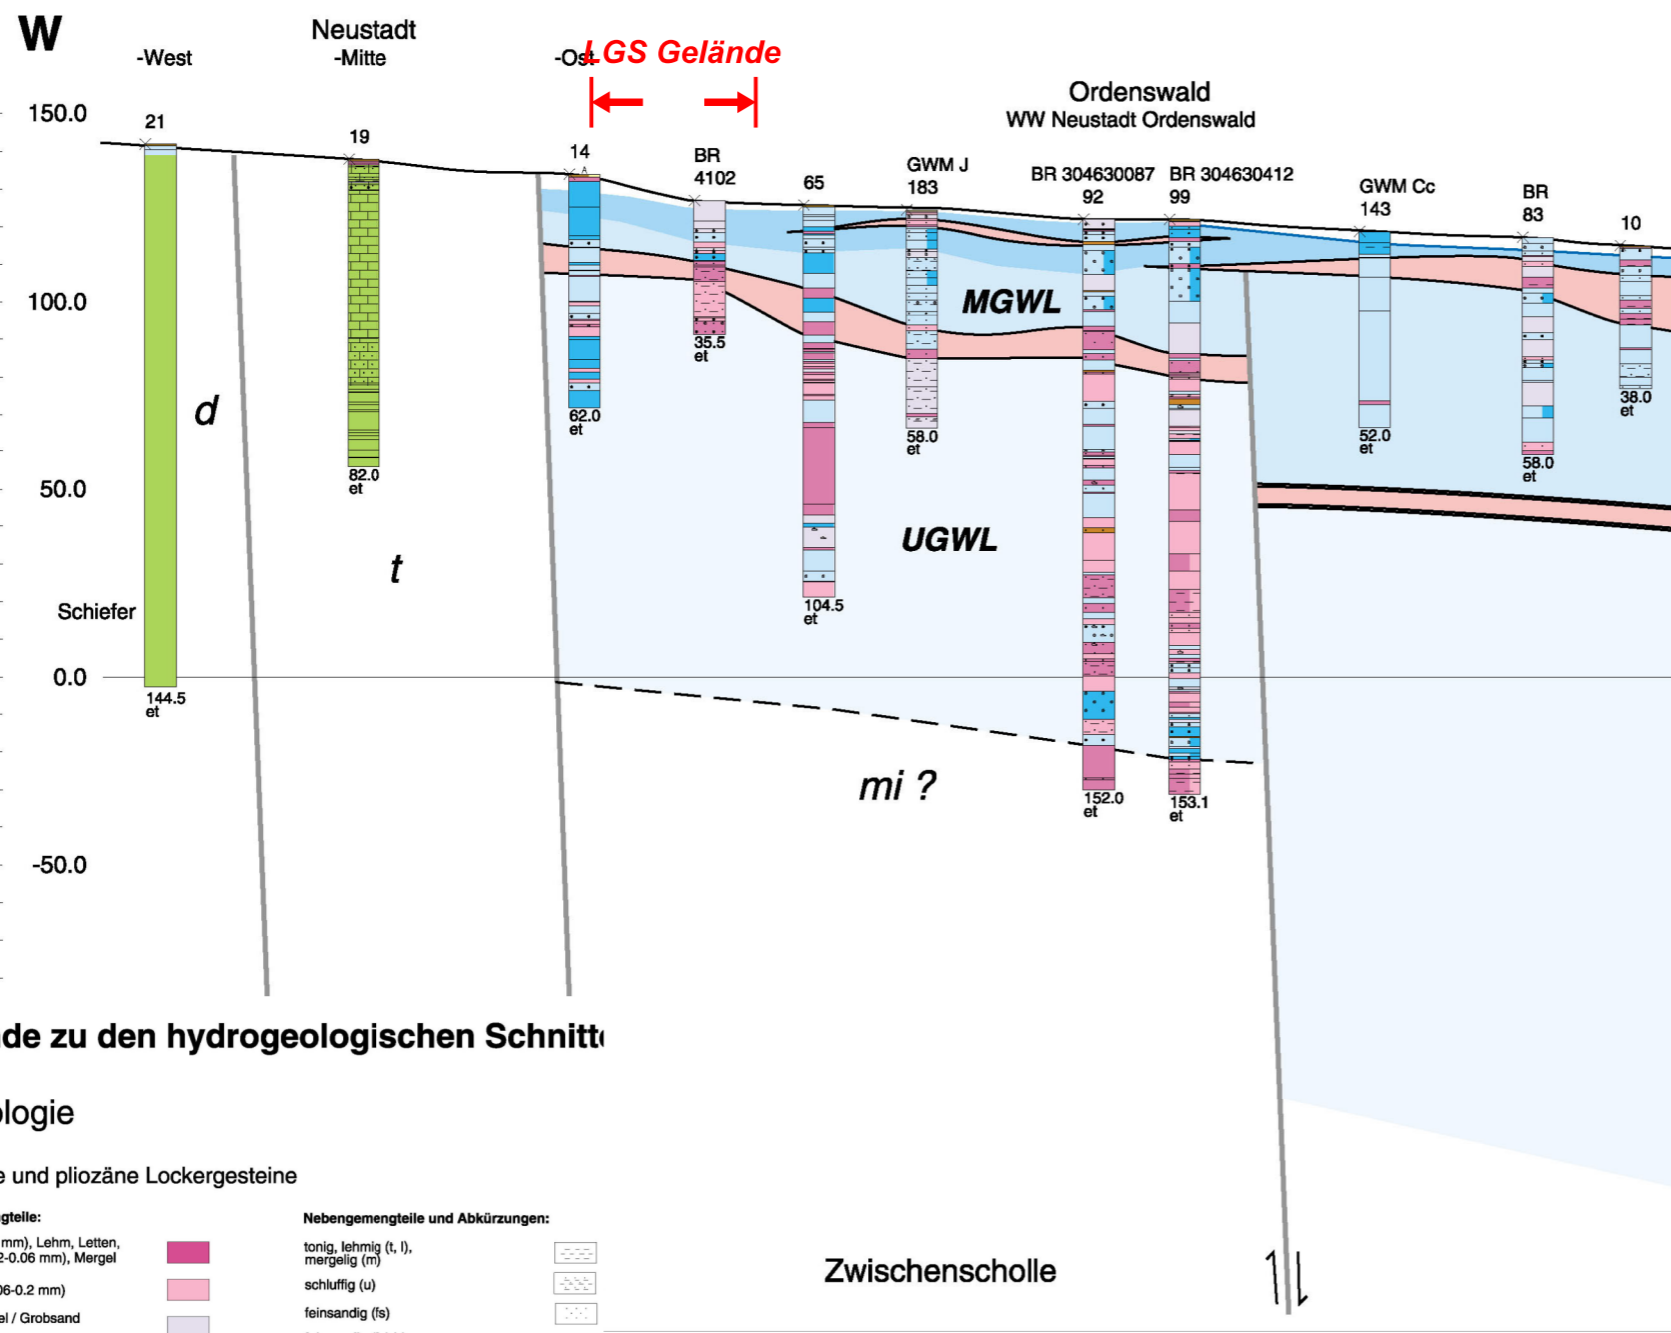 W
Neustadt
-West
-Mitte
-Ost
LGS Gelände
Ordenswald
WW Neustadt Ordenswald
150.0
21
19
14
A
BR
4102
65
GWM J
183
BR 304630087
92
BR 304630412
99
GWM Cc
143
BR
83
10
100.0
MGWL
35.5
et
38.0
et
62.0
et
58.0
et
52.0
et
58.0
et
d
82.0
et
50.0
t
UGWL
Schiefer
104.5
et
0.0
144.5
et
mi ?
152.0
et
153.1
et
-50.0
de zu den hydrogeologischen Schnitte
ologie
e und pliozäne Lockergesteine
gteile:
Nebengemengteile und Abkürzungen:
mm), Lehm, Letten,
2-0.06 mm), Mergel
tonig, lehmig (t, l),
mergelig (m)
06-0.2 mm)
schluffig (u)
el / Grobsand
feinsandig (fs)
Zwischenscholle